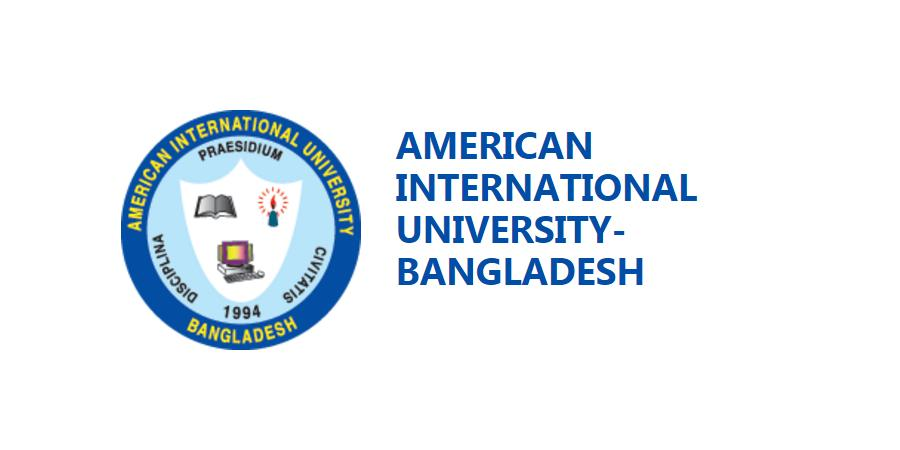 AMERICAN INTERNATIONAL UNIVERSITY
PRAESIDIUM
DISCIPLINA
CIVITATIS
1994
BANGLADESH
AMERICAN
INTERNATIONAL
UNIVERSITY-
BANGLADESH